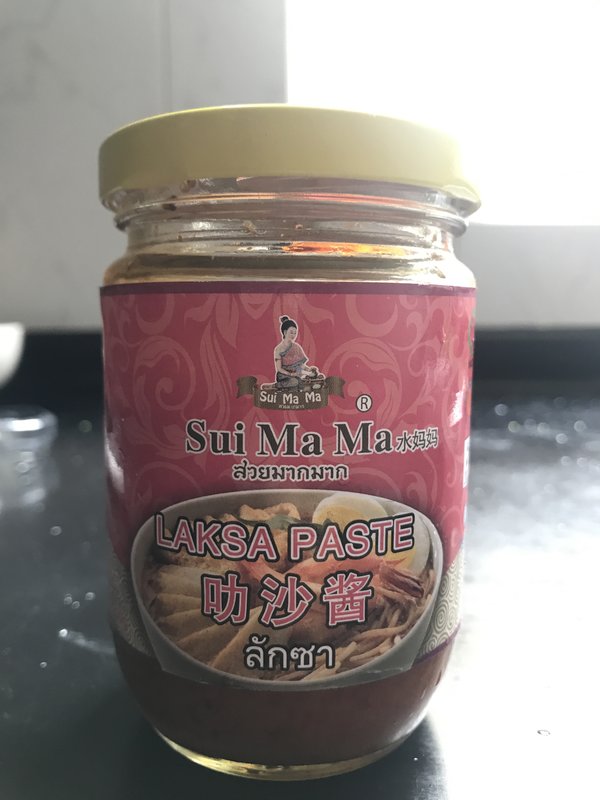 Sui Ma Ma
Sui Ma Ma ® 水妈妈
สวยมากมาก
LAKSA PASTE
叻沙酱
ลักซา